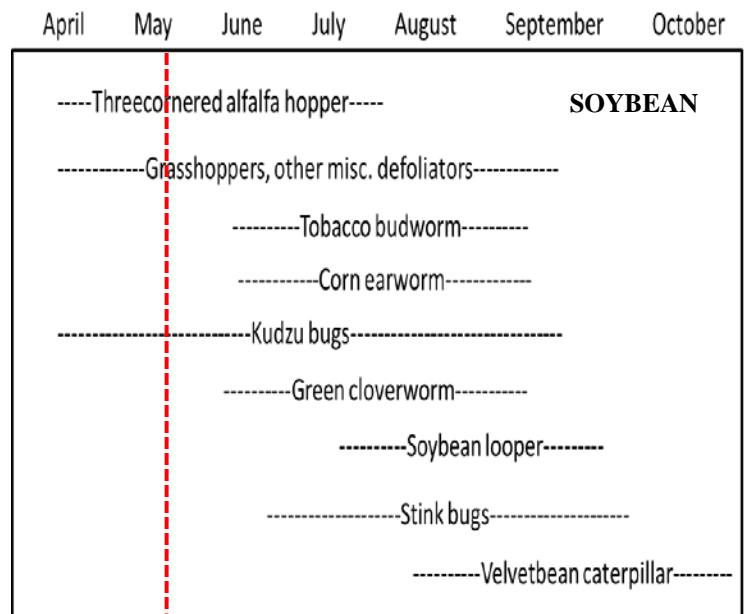 April May June July August September October
-----Threecornered alfalfa hopper----- SOYBEAN
-------------Grasshoppers, other misc. defoliators-------------
----------Tobacco budworm----------
------------Corn earworm-------------
-----------------------------Kudzu bugs--------------------------------
----------Green cloverworm-----------
----------Soybean looper---------
--------------------Stink bugs---------------------
----------Velvetbean caterpillar---------